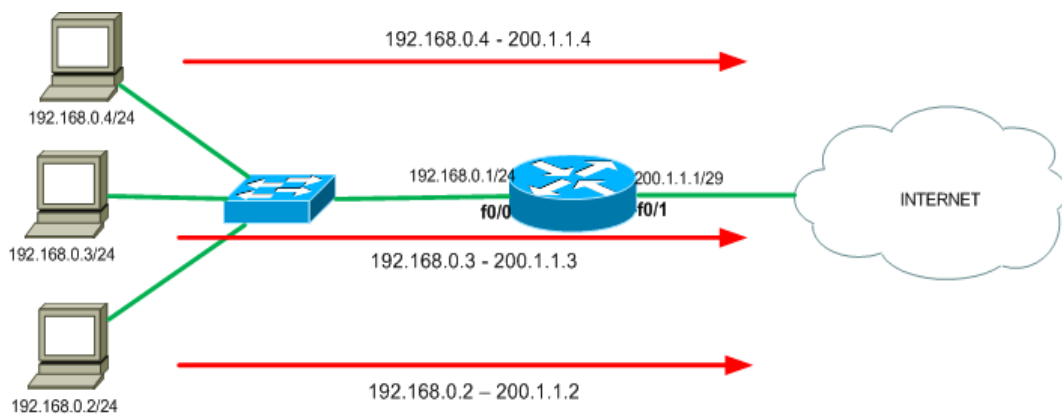 192.168.0.4 - 200.1.1.4
192.168.0.4/24
192.168.0.1/24
200.1.1.1/29
INTERNET
f0/0
f0/1
192.168.0.3/24
192.168.0.3 - 200.1.1.3
192.168.0.2 – 200.1.1.2
192.168.0.2/24